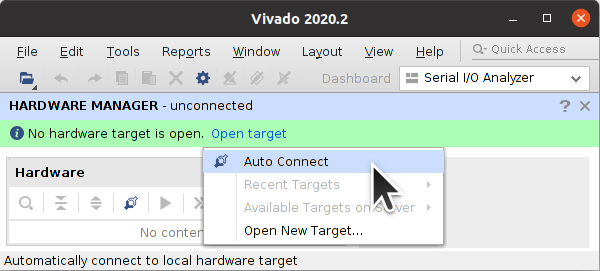 Vivado 2020.2
File Edit Tools Reports Window Layout View Help Quick Access
Dashboard Serial I/O Analyzer
HARDWARE MANAGER - unconnected
No hardware target is open. Open target
Auto Connect
Hardware
Recent Targets
Available Targets on Server
No conten
Open New Target...
Automatically connect to local hardware target